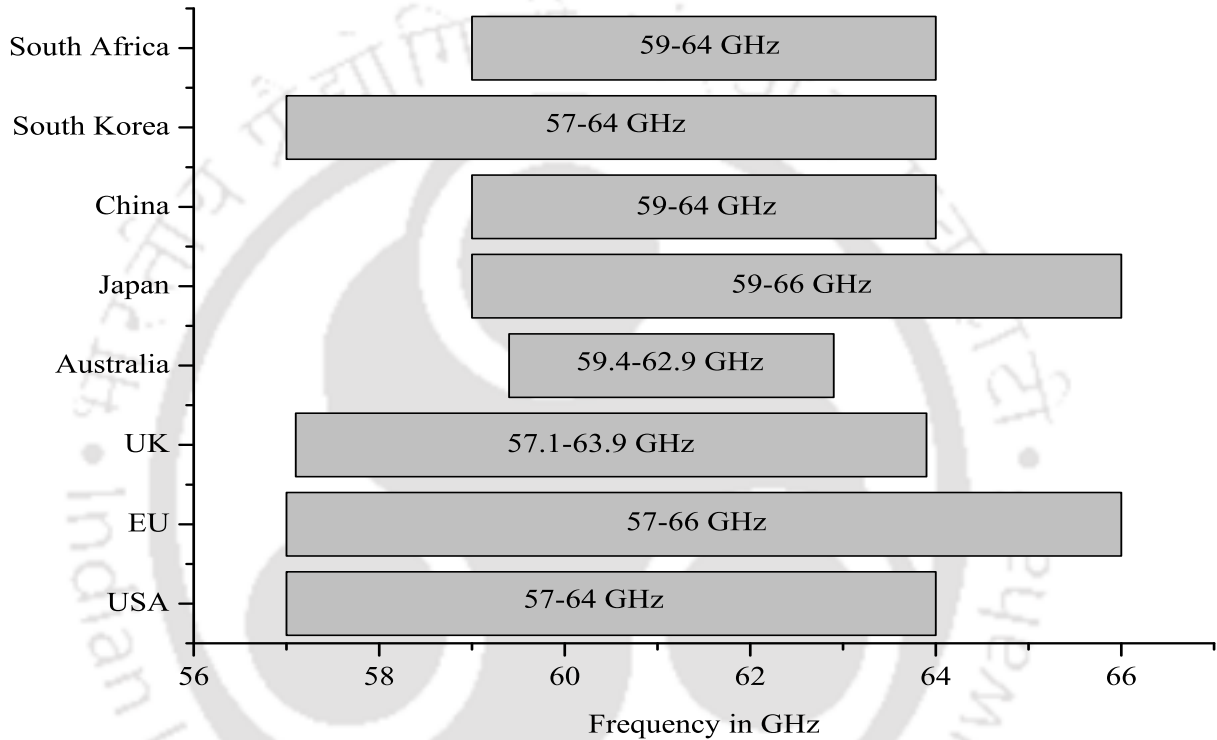 South Africa
59-64 GHz
South Korea
57-64 GHz
China
59-64 GHz
Japan
59-66 GHz
Australia
59.4-62.9 GHz
UK
57.1-63.9 GHz
EU
57-66 GHz
USA
57-64 GHz
56 58 60 62 64 66
Frequency in GHz
• Indian